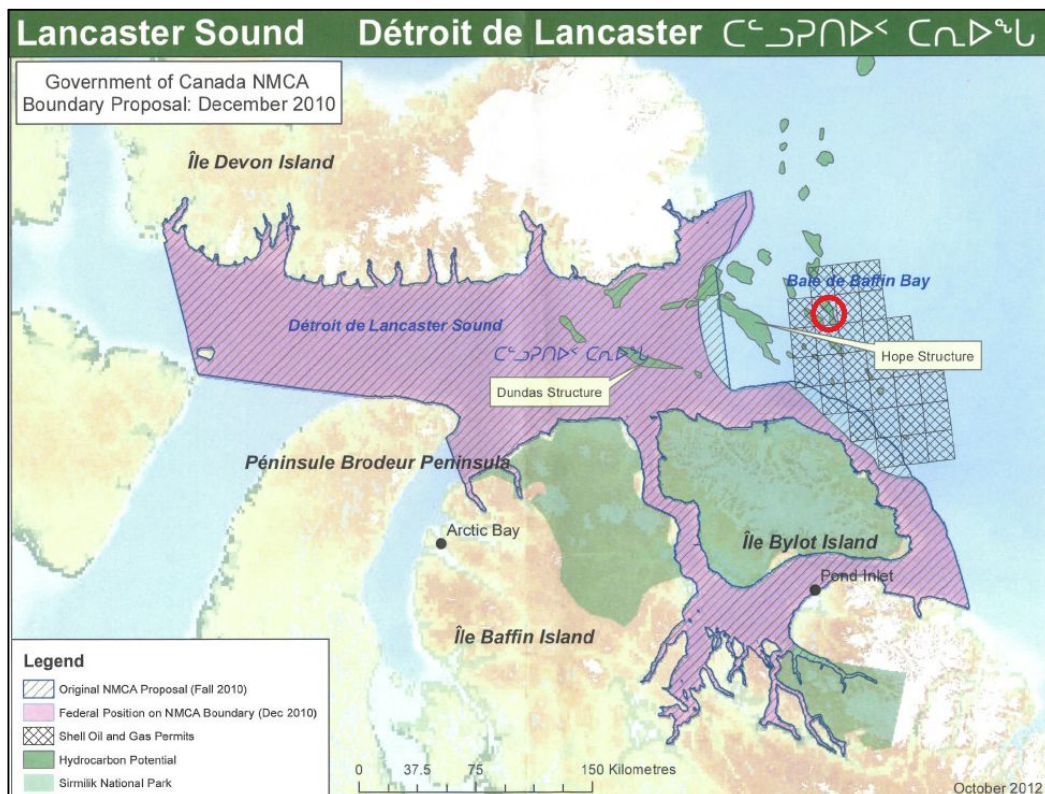 Lancaster Sound Détroit de Lancaster ᑕᓪᓗᕈᑎᐅᑉ ᑕᕆᐅᖓ
Government of Canada NMCA
Boundary Proposal: December 2010
Île Devon Island
Baie de Baffin Bay
Détroit de Lancaster Sound
Hope Structure
Dundas Structure
Péninsule Brodeur Peninsula
Arctic Bay
Île Bylot Island
Pond Inlet
Île Baffin Island
Legend
Original NMCA Proposal (Fall 2010)
Federal Position on NMCA Boundary (Dec 2010)
Shell Oil and Gas Permits
Hydrocarbon Potential
Sirmilik National Park
0 37.5 75 150 Kilometres
October 2012